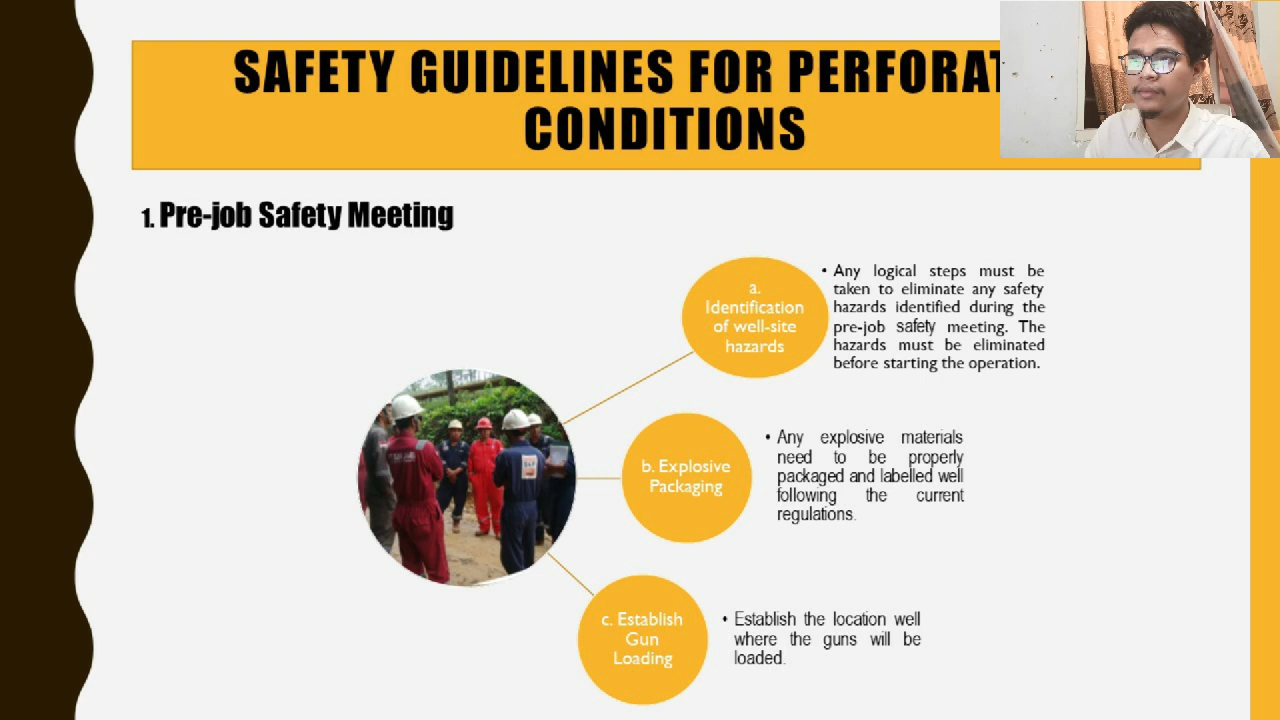 SAFETY GUIDELINES FOR
CONDITIONS
1. Pre-job Safety Meeting
a.
Identification
of well-site
hazards
• Any logical steps must be
taken to eliminate any safety
hazards identified during the
pre-job safety meeting. The
hazards must be eliminated
before starting the operation.
b. Explosive
Packaging
• Any explosive materials
need to be properly
packaged and labelled well
following the current
regulations.
c. Establish
Gun
Loading
• Establish the location well
where the guns will be
loaded.